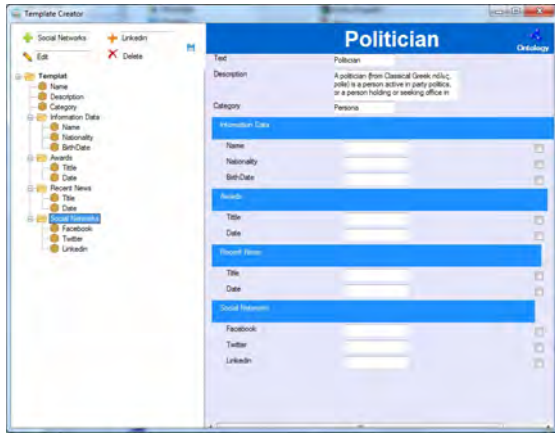 Template Creator
Social Networks
Linkedin
Edit
Delete
Templat
Name
Description
Category
Information Data
Name
Nationality
BirthDate
Awards
Title
Date
Recent News
Title
Date
Social Networks
Facebook
Twitter
Linkedin
Politician
Ontology
Text
Politician
Description
A politician (from Classical Greek πόλις,
polis) is a person active in party politics,
or a person holding or seeking office in
Category
Persona
Information Data
Name
Nationality
BirthDate
Awards
Title
Date
Recent News
Title
Date
Social Networks
Facebook
Twitter
Linkedin